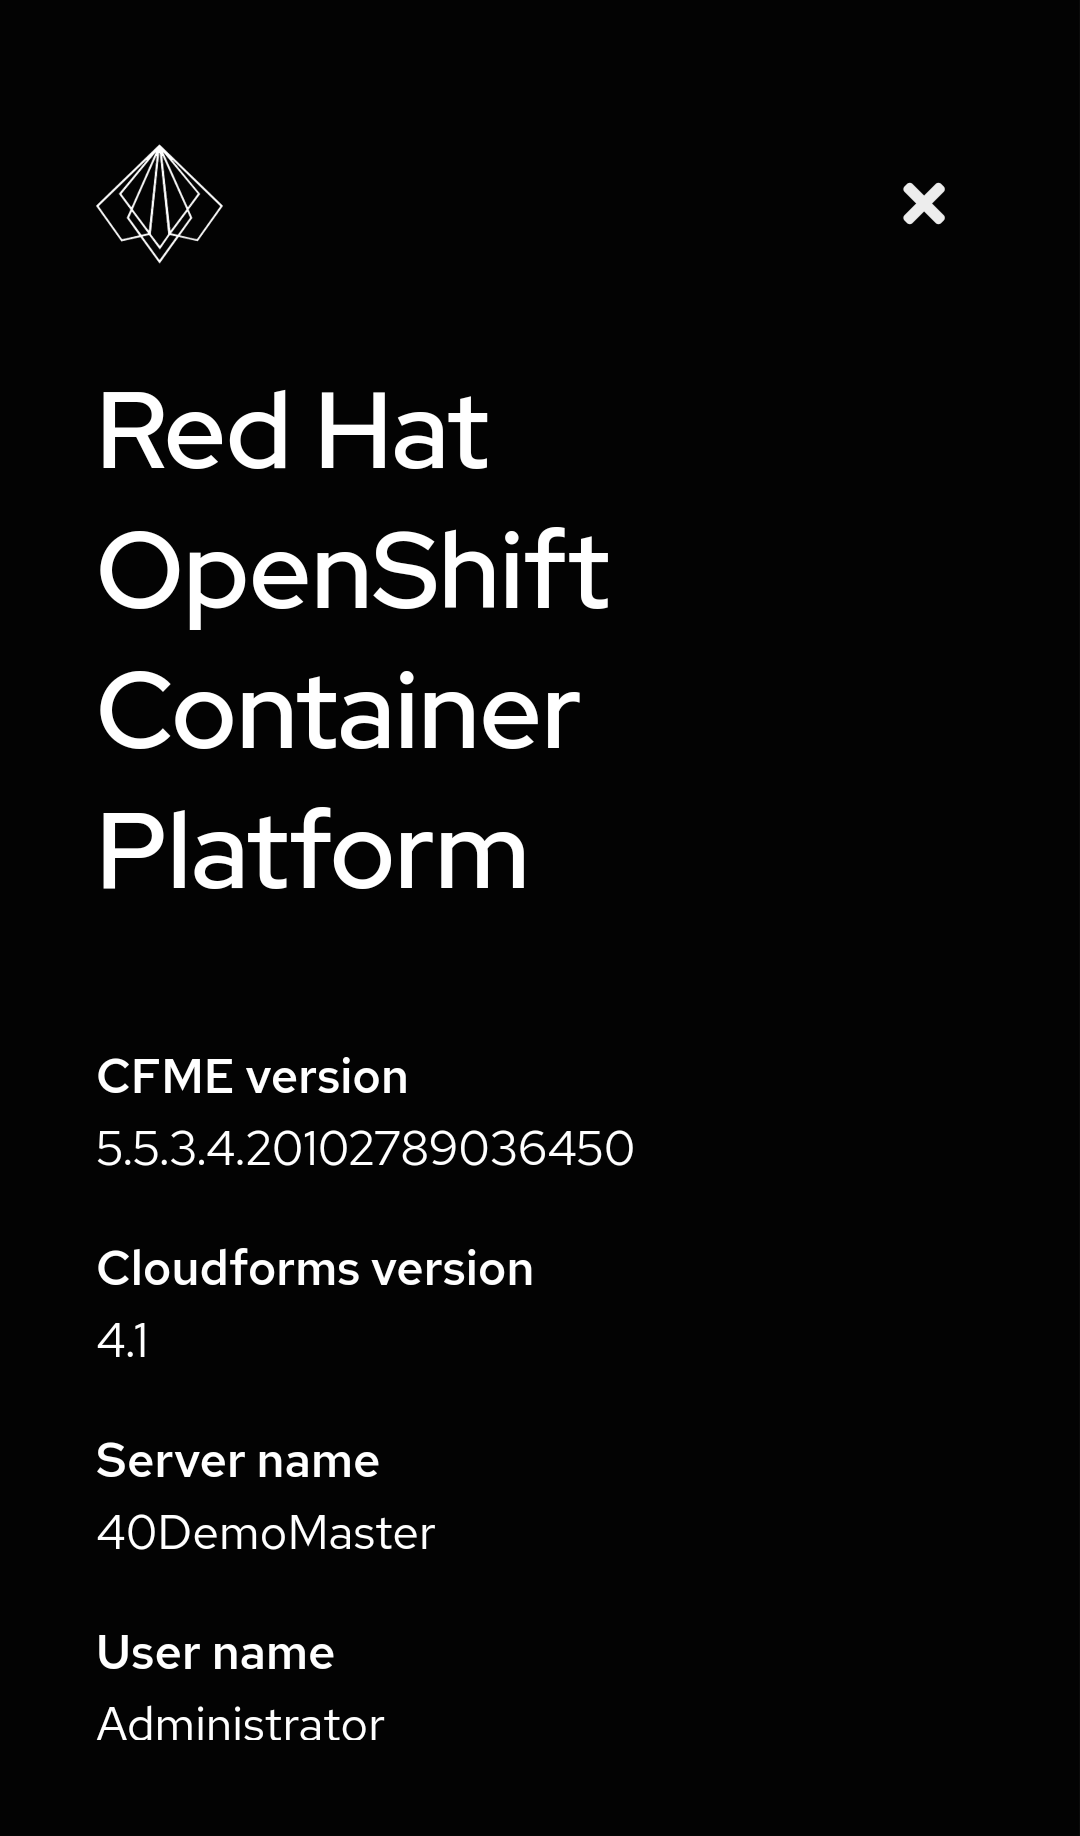 Red Hat
OpenShift
Container
Platform
CFME version
5.5.3.4.20102789036450
Cloudforms version
4.1
Server name
40DemoMaster
User name
Administrator